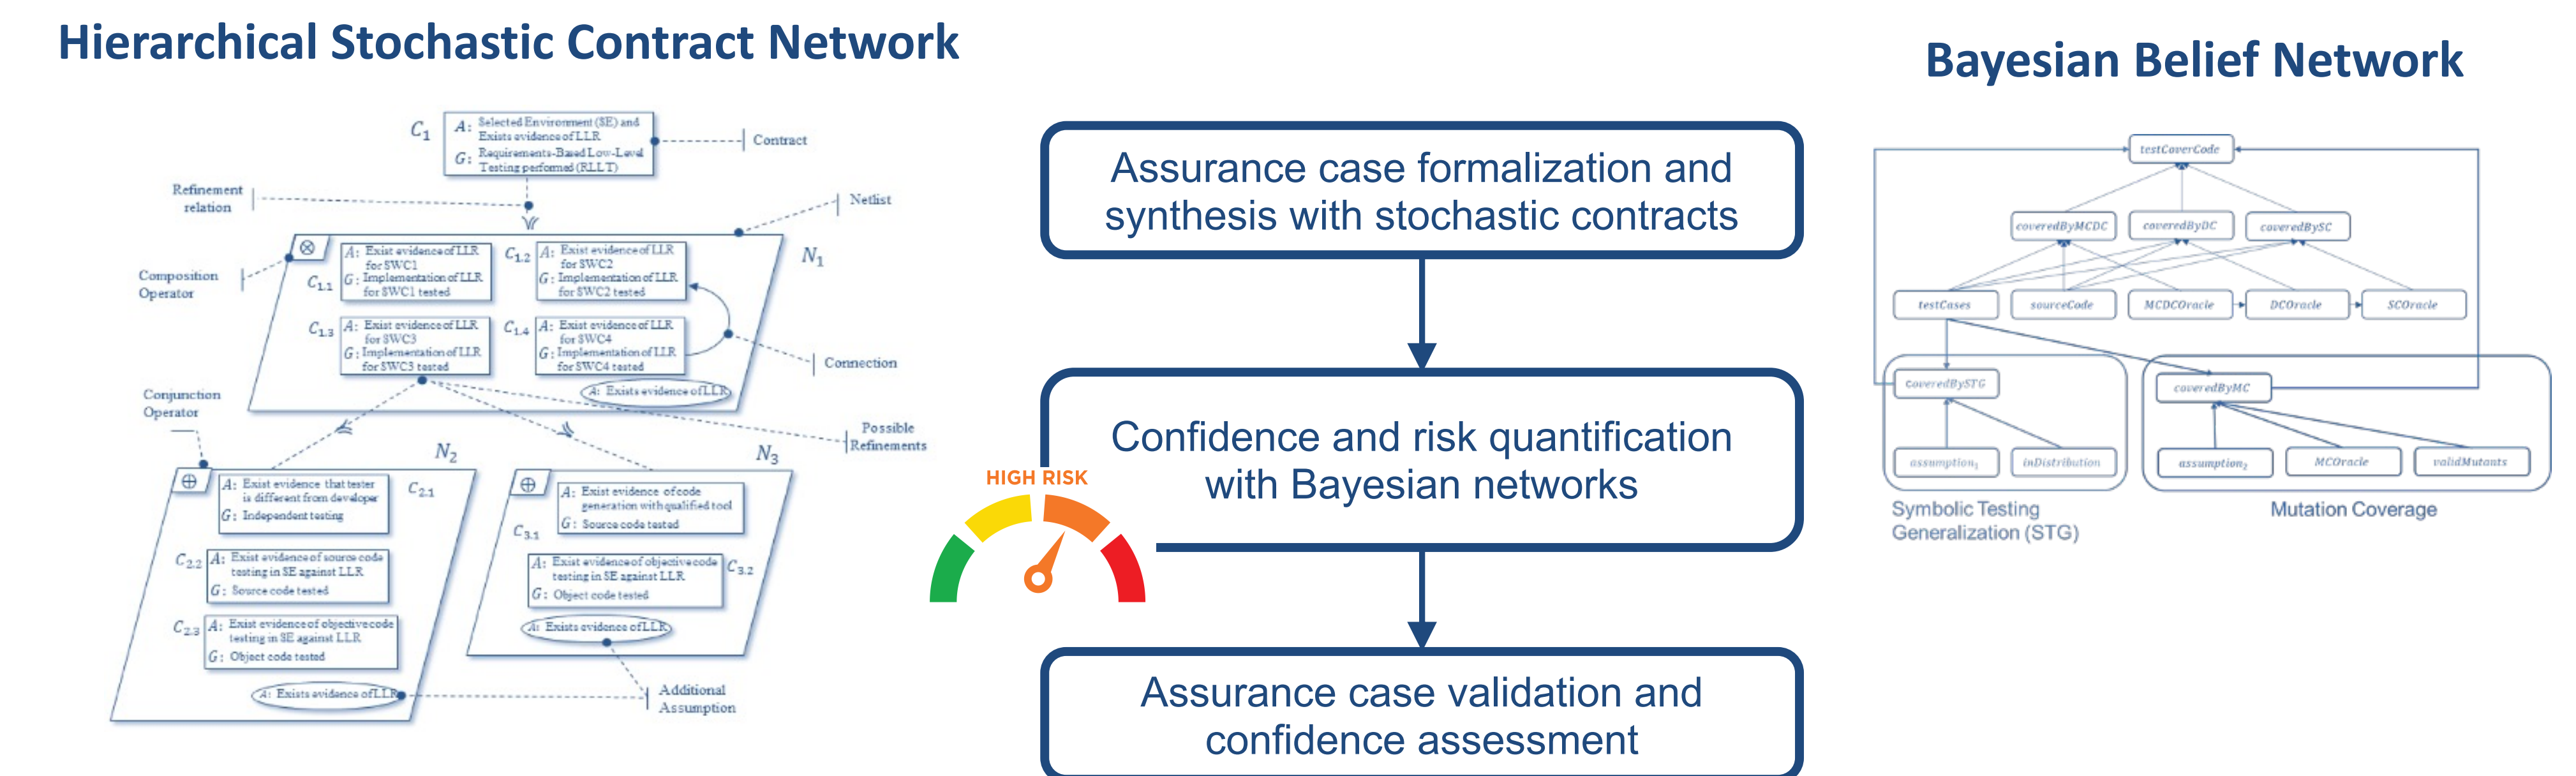 Hierarchical Stochastic Contract Network
C1
A: Selected Environment (SE) and
Exists evidence of LLR
G: Requirements-Based Low-Level
Testing performed (RLLT)
Contract
Refinement
relation
Netlist
N1
⊗
Composition
Operator
C1.1
A: Exist evidence of LLR
for SWC1
G: Implementation of LLR
for SWC1 tested
C1.2
A: Exist evidence of LLR
for SWC2
G: Implementation of LLR
for SWC2 tested
C1.3
A: Exist evidence of LLR
for SWC3
G: Implementation of LLR
for SWC3 tested
C1.4
A: Exist evidence of LLR
for SWC4
G: Implementation of LLR
for SWC4 tested
A: Exists evidence of LLR
Connection
Conjunction
Operator
Possible
Refinements
N2
⊕
A: Exist evidence that tester
is different from developer
G: Independent testing
C2.1
C2.2
A: Exist evidence of source code
testing in SE against LLR
G: Source code tested
C2.3
A: Exist evidence of objective code
testing in SE against LLR
G: Object code tested
A: Exists evidence of LLR
N3
⊕
C3.1
A: Exist evidence of code
generation with qualified tool
G: Source code tested
A: Exist evidence of objective code
testing in SE against LLR
G: Object code tested
C3.2
A: Exists evidence of LLR
Additional
Assumption
Assurance case formalization and
synthesis with stochastic contracts
Confidence and risk quantification
with Bayesian networks
HIGH RISK
Assurance case validation and
confidence assessment
Bayesian Belief Network
testCoverCode
coveredByMCDC
coveredByDC
coveredBySC
testCases
sourceCode
MCDCOracle
DCOracle
SCOracle
coveredBySTG
assumption1
inDistribution
Symbolic Testing
Generalization (STG)
coveredByMC
assumption2
MCOracle
validMutants
Mutation Coverage